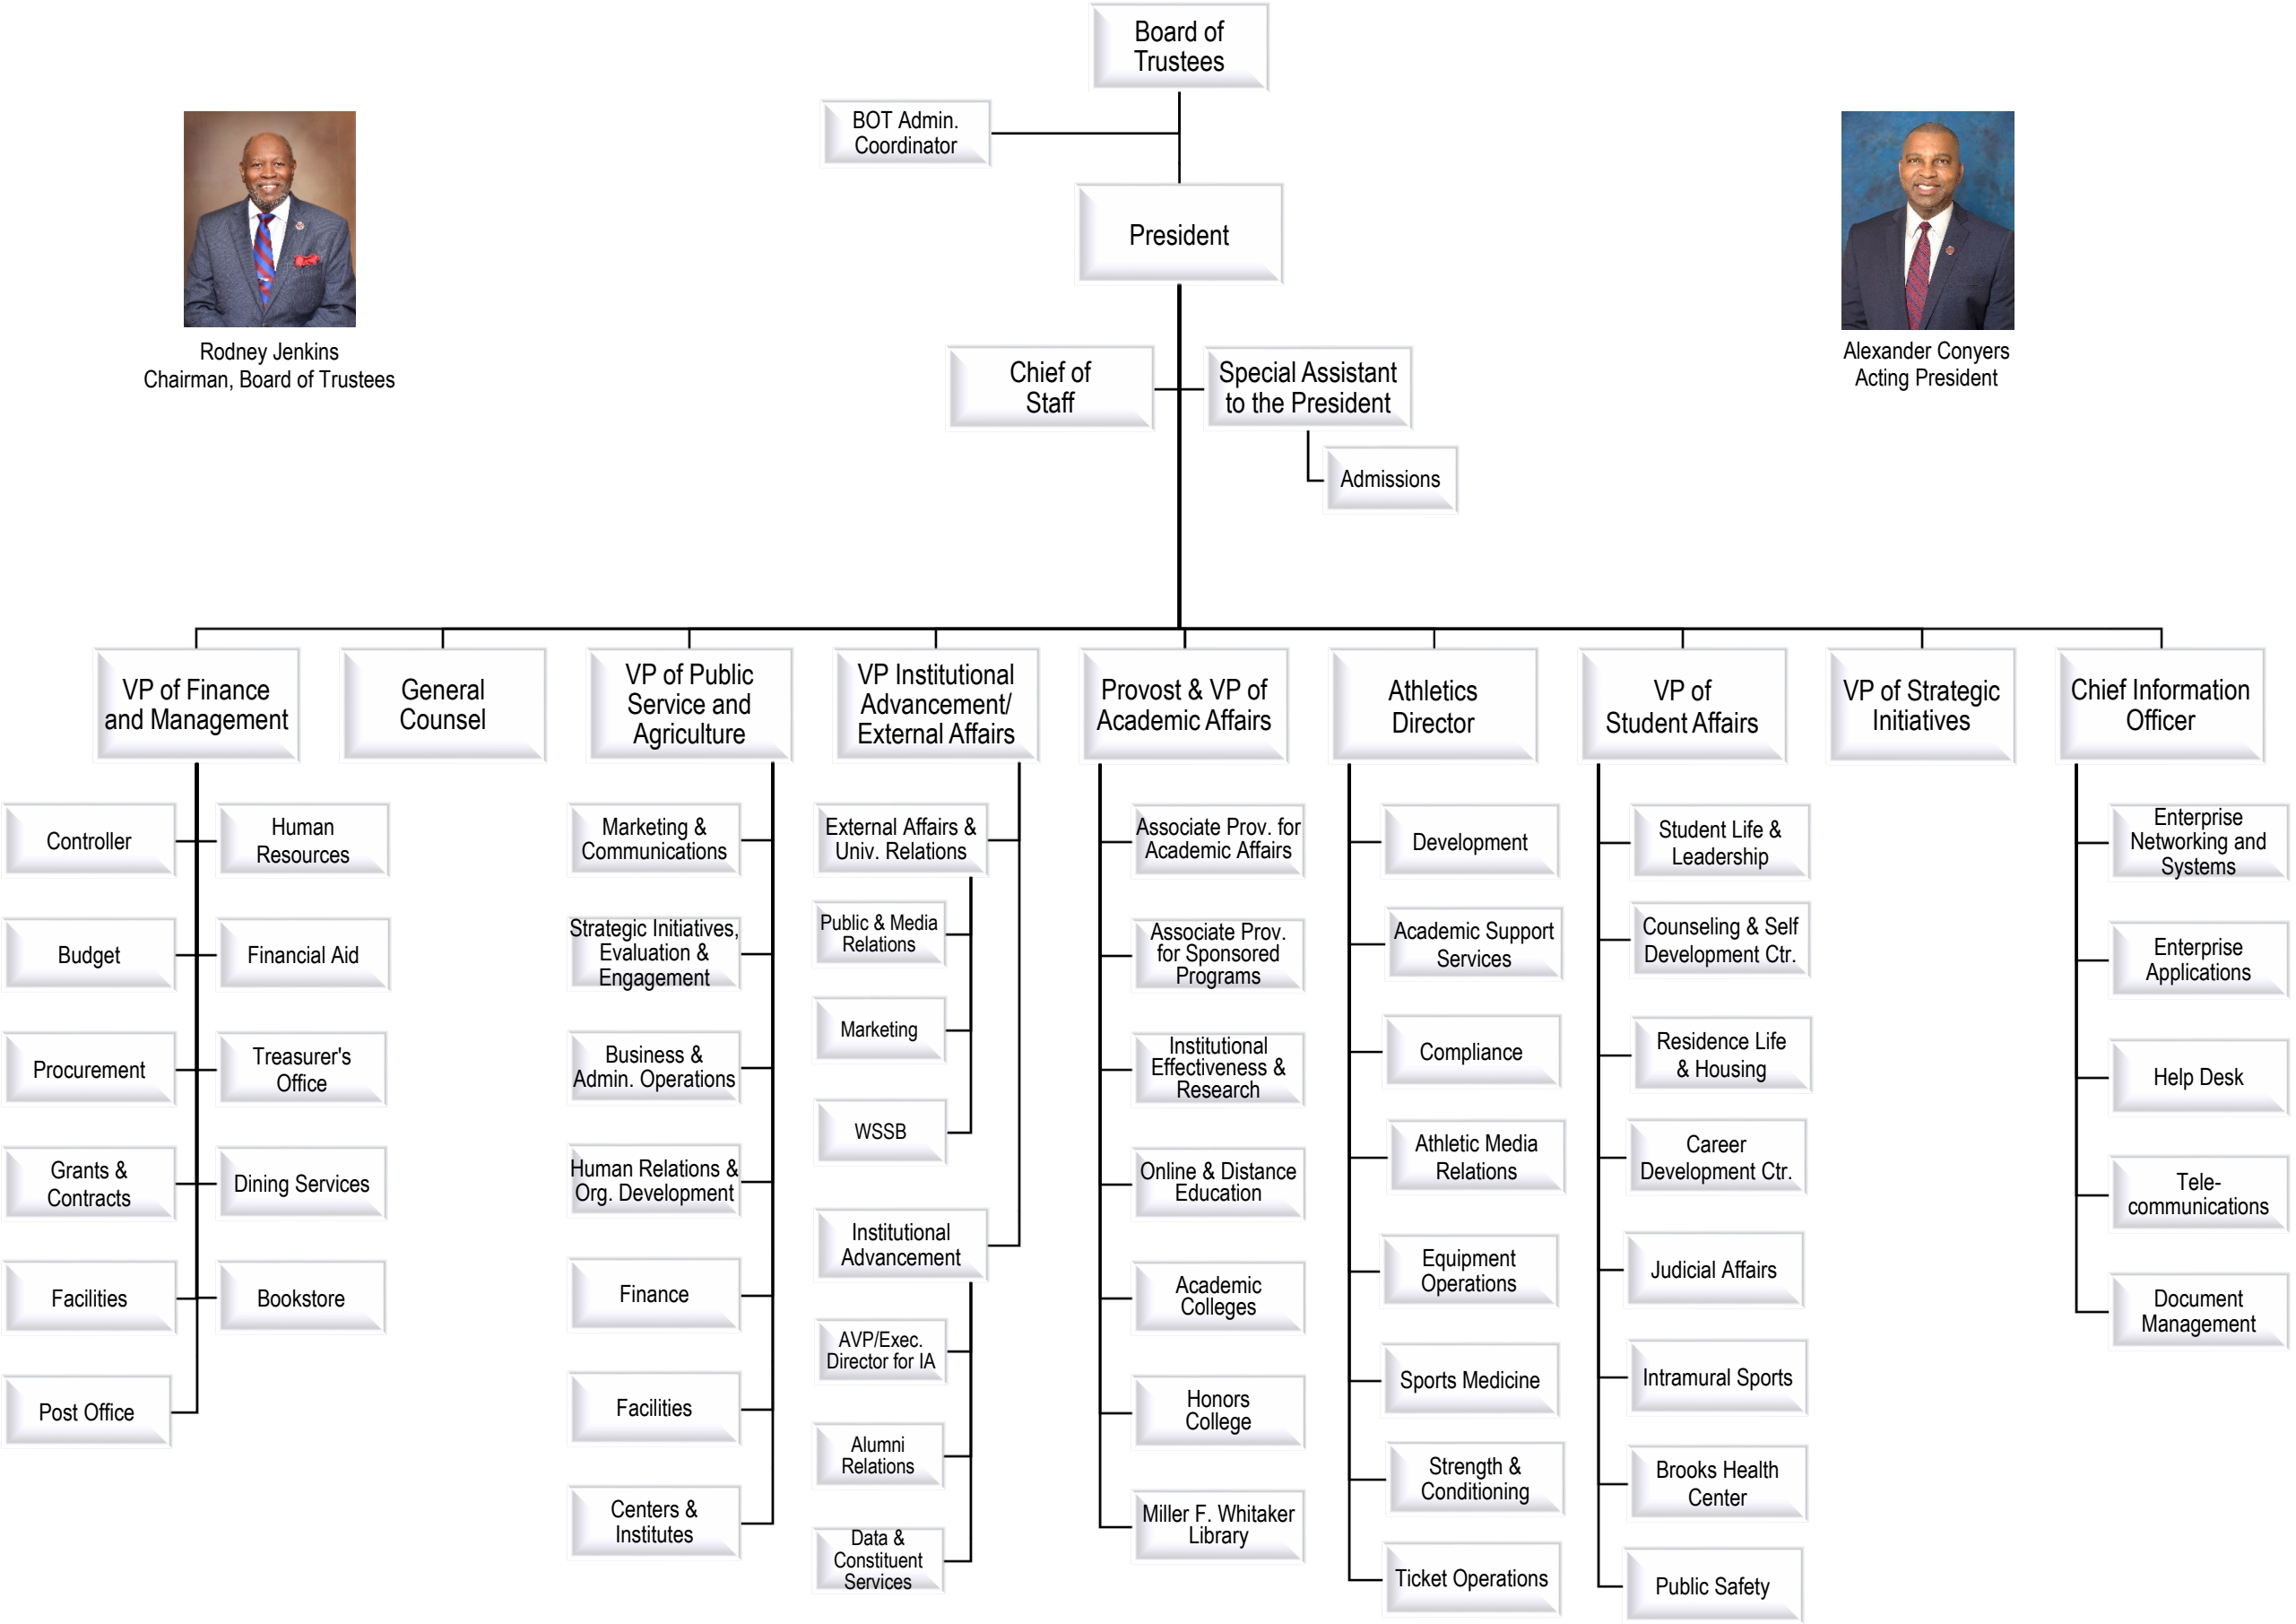 Board of
Trustees
BOT Admin.
Coordinator
President
Rodney Jenkins
Chairman, Board of Trustees
Alexander Conyers
Acting President
Chief of
Staff
Special Assistant
to the President
Admissions
VP of Finance
and Management
General
Counsel
VP of Public
Service and
Agriculture
VP Institutional
Advancement/
External Affairs
Provost & VP of
Academic Affairs
Athletics
Director
VP of
Student Affairs
VP of Strategic
Initiatives
Chief Information
Officer
Controller
Human
Resources
Budget
Financial Aid
Procurement
Treasurer's
Office
Grants &
Contracts
Dining Services
Facilities
Bookstore
Post Office
Marketing &
Communications
Strategic Initiatives,
Evaluation &
Engagement
Business &
Admin. Operations
Human Relations &
Org. Development
Finance
Facilities
Centers &
Institutes
External Affairs &
Univ. Relations
Public & Media
Relations
Marketing
WSSB
Institutional
Advancement
AVP/Exec.
Director for IA
Alumni
Relations
Data &
Constituent
Services
Associate Prov. for
Academic Affairs
Associate Prov.
for Sponsored
Programs
Institutional
Effectiveness &
Research
Online & Distance
Education
Academic
Colleges
Honors
College
Miller F. Whitaker
Library
Development
Academic Support
Services
Compliance
Athletic Media
Relations
Equipment
Operations
Sports Medicine
Strength &
Conditioning
Ticket Operations
Student Life &
Leadership
Counseling & Self
Development Ctr.
Residence Life
& Housing
Career
Development Ctr.
Judicial Affairs
Intramural Sports
Brooks Health
Center
Public Safety
Enterprise
Networking and
Systems
Enterprise
Applications
Help Desk
Tele-
communications
Document
Management